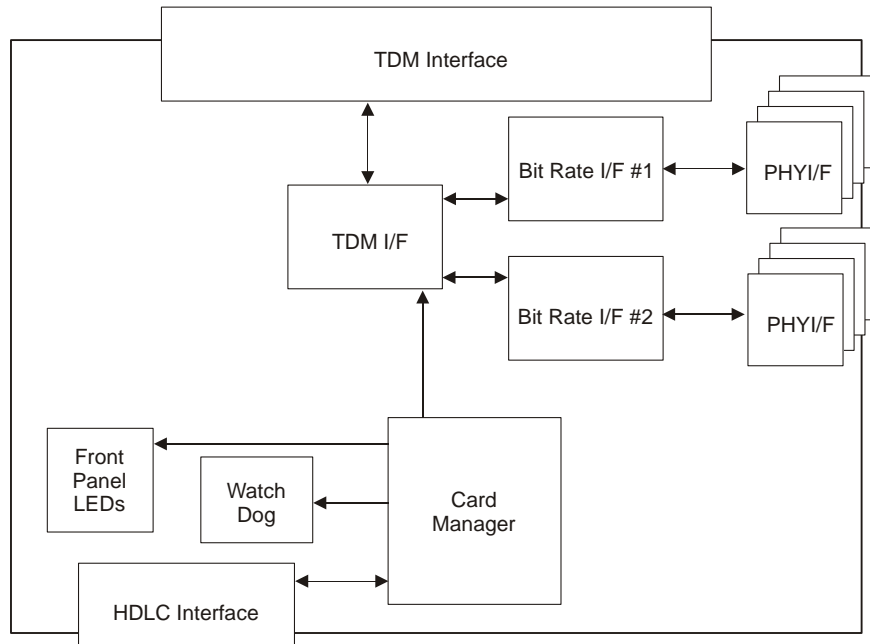 TDM Interface
Bit Rate I/F #1
PHYI/F
TDM I/F
Bit Rate I/F #2
PHYI/F
Front
Panel
LEDs
Watch
Dog
Card
Manager
HDLC Interface